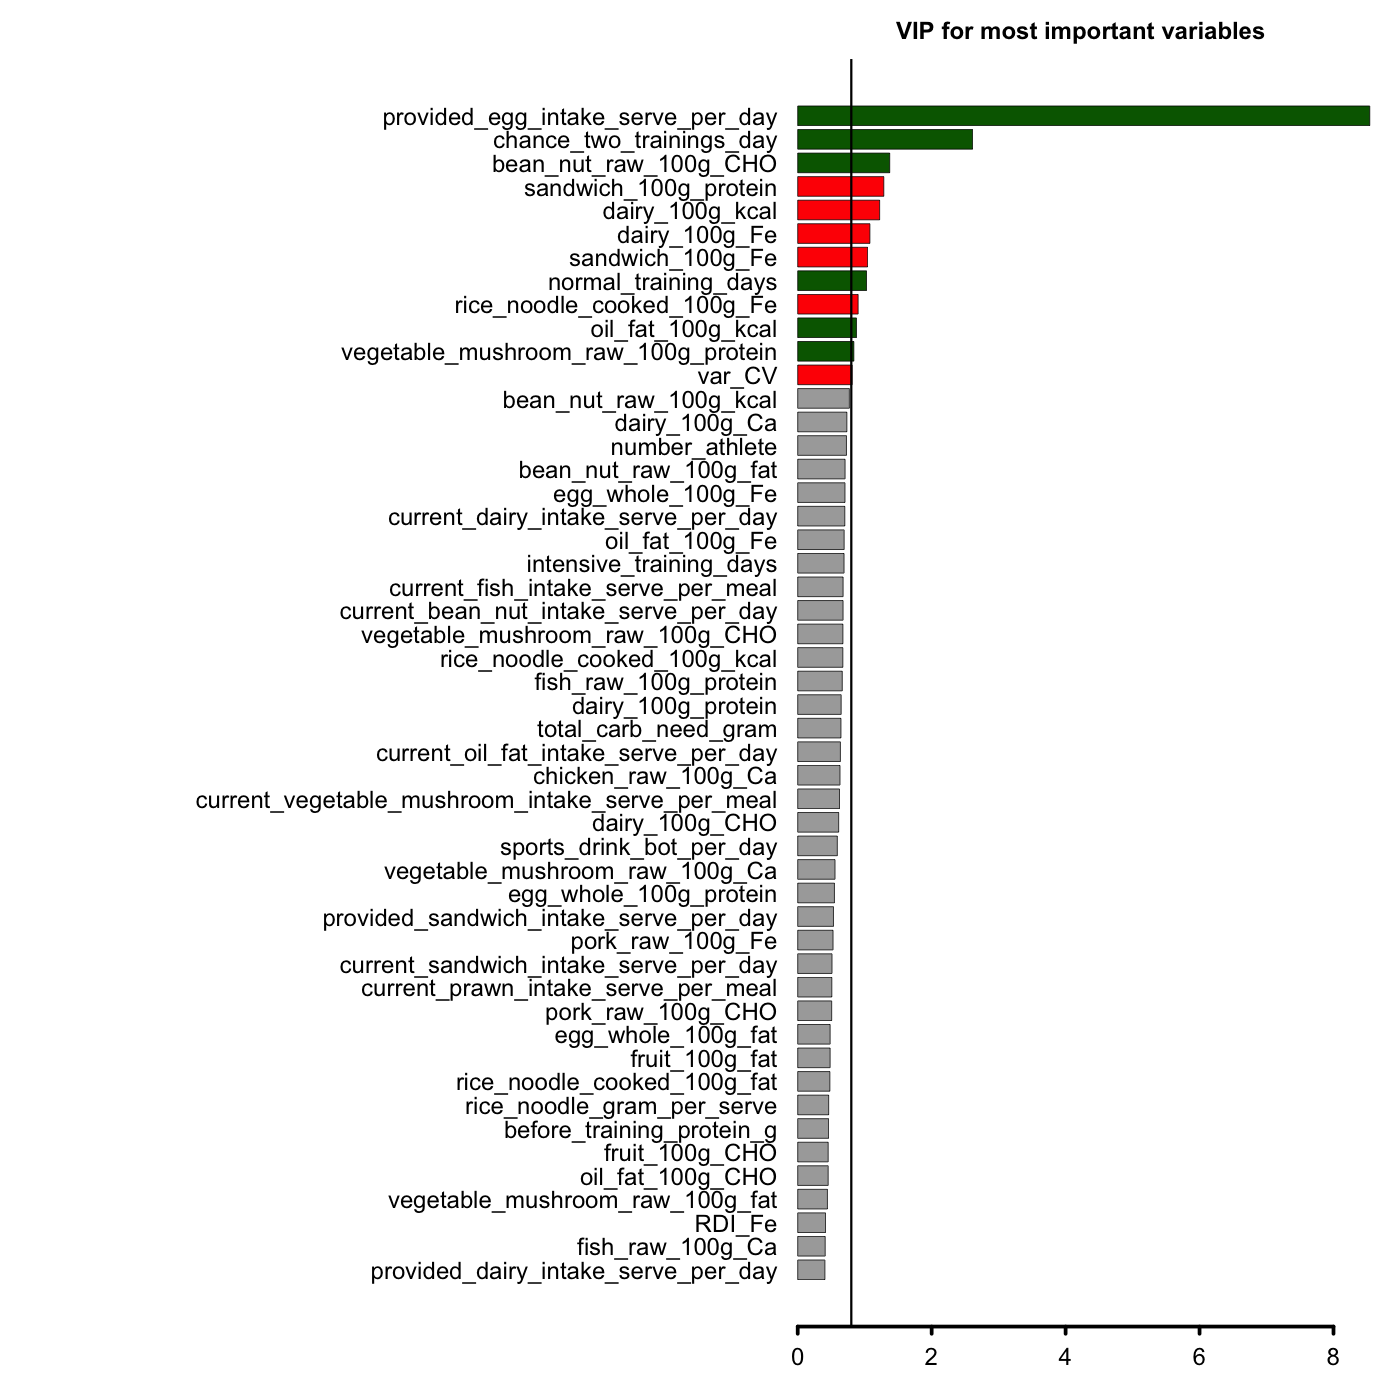 VIP for most important variables
provided_egg_intake_serve_per_day
chance_two_trainings_day
bean_nut_raw_100g_CHO
sandwich_100g_protein
dairy_100g_kcal
dairy_100g_Fe
sandwich_100g_Fe
normal_training_days
rice_noodle_cooked_100g_Fe
oil_fat_100g_kcal
vegetable_mushroom_raw_100g_protein
var_CV
bean_nut_raw_100g_kcal
dairy_100g_Ca
number_athlete
bean_nut_raw_100g_fat
egg_whole_100g_Fe
current_dairy_intake_serve_per_day
oil_fat_100g_Fe
intensive_training_days
current_fish_intake_serve_per_meal
current_bean_nut_intake_serve_per_day
vegetable_mushroom_raw_100g_CHO
rice_noodle_cooked_100g_kcal
fish_raw_100g_protein
dairy_100g_protein
total_carb_need_gram
current_oil_fat_intake_serve_per_day
chicken_raw_100g_Ca
current_vegetable_mushroom_intake_serve_per_meal
dairy_100g_CHO
sports_drink_bot_per_day
vegetable_mushroom_raw_100g_Ca
egg_whole_100g_protein
provided_sandwich_intake_serve_per_day
pork_raw_100g_Fe
current_sandwich_intake_serve_per_day
current_prawn_intake_serve_per_meal
pork_raw_100g_CHO
egg_whole_100g_fat
fruit_100g_fat
rice_noodle_cooked_100g_fat
rice_noodle_gram_per_serve
before_training_protein_g
fruit_100g_CHO
oil_fat_100g_CHO
vegetable_mushroom_raw_100g_fat
RDI_Fe
fish_raw_100g_Ca
provided_dairy_intake_serve_per_day
0 2 4 6 8